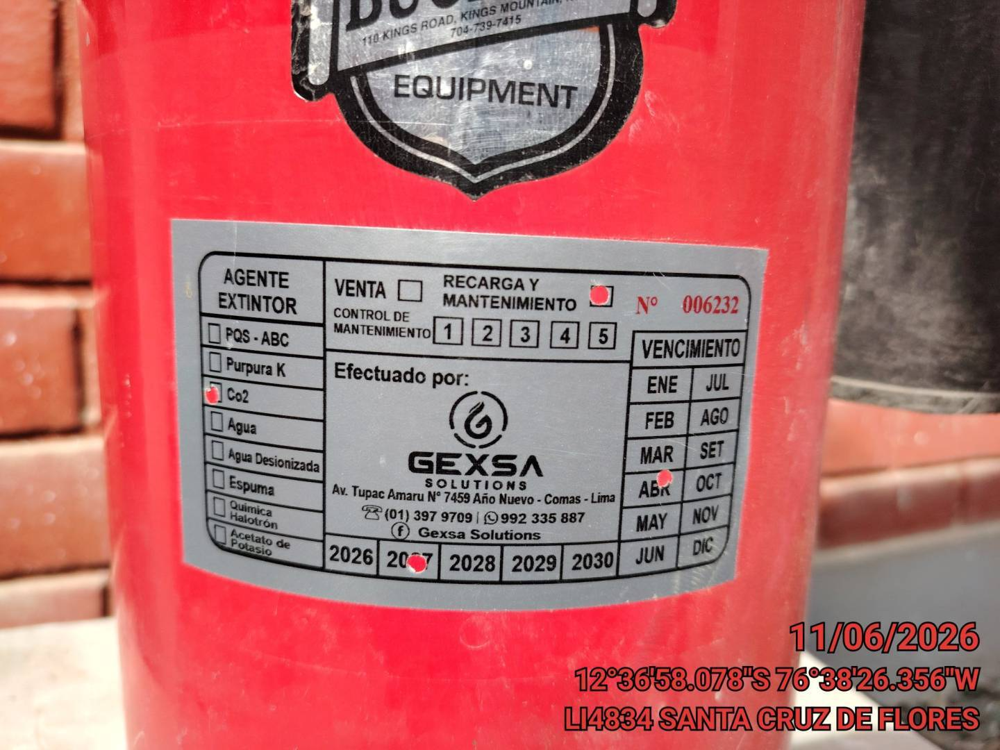 110 KINGS ROAD, KINGS MOUNTAIN,
704-739-7415
EQUIPMENT
AGENTE
EXTINTOR
PQS - ABC
Purpura K
Co2
Agua
Agua Desionizada
Espuma
Quimica
Halotrón
Acetato de
Potasio
VENTA
RECARGA Y
MANTENIMIENTO
CONTROL DE
MANTENIMIENTO 1 2 3 4 5
Nº 006232
Efectuado por:
GEXSA
SOLUTIONS
Av. Tupac Amaru Nº 7459 Año Nuevo - Comas - Lima
(01) 397 9709 | 992 335 887
f Gexsa Solutions
2026 2027 2028 2029 2030
VENCIMIENTO
ENE JUL
FEB AGO
MAR SET
ABR OCT
MAY NOV
JUN DIC
11/06/2026
12°36'58.078"S 76°38'26.356"W
LI4834 SANTA CRUZ DE FLORES